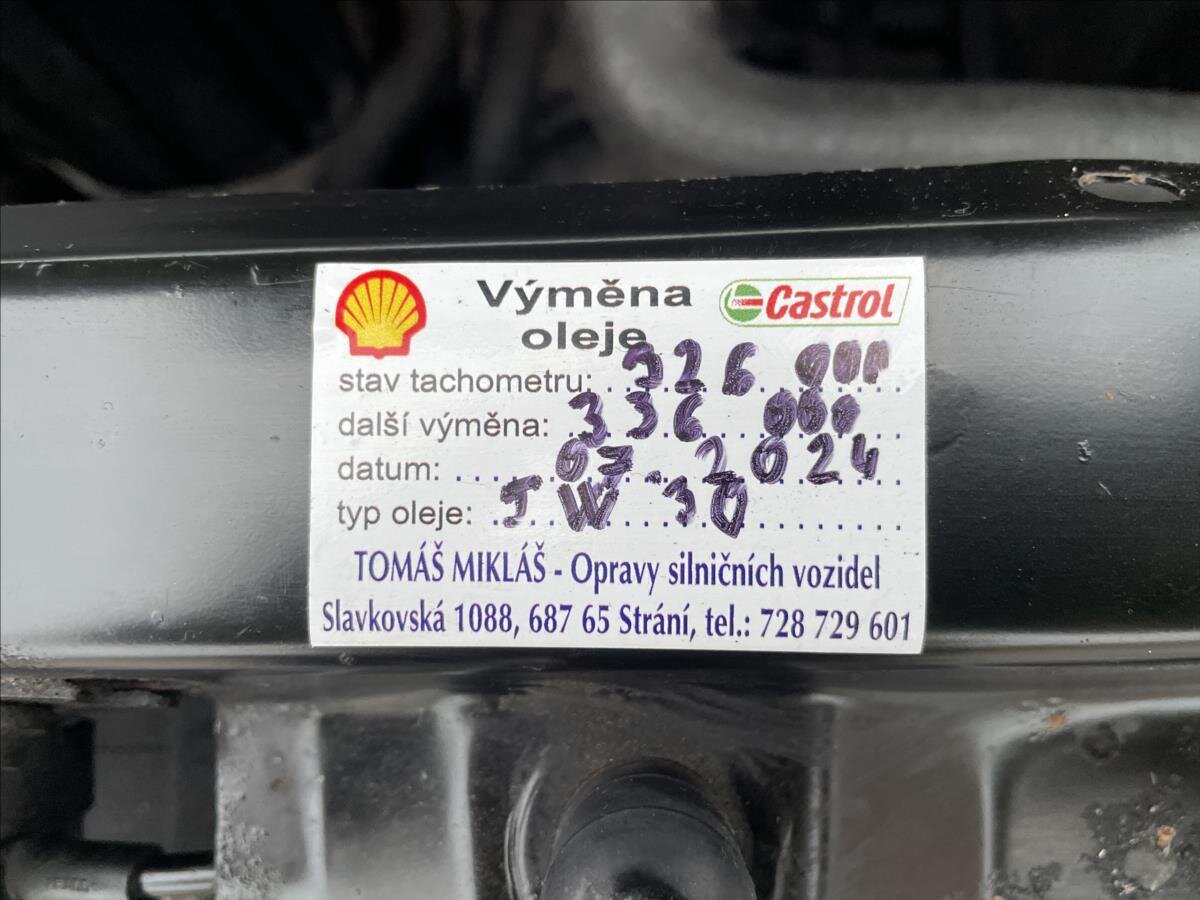 Výměna
oleje
Castrol
stav tachometru: 326 000
další výměna: 336 000
datum: 07.2024
typ oleje: 5W-30
TOMÁŠ MIKLÁŠ - Opravy silničních vozidel
Slavkovská 1088, 687 65 Strání, tel.: 728 729 601